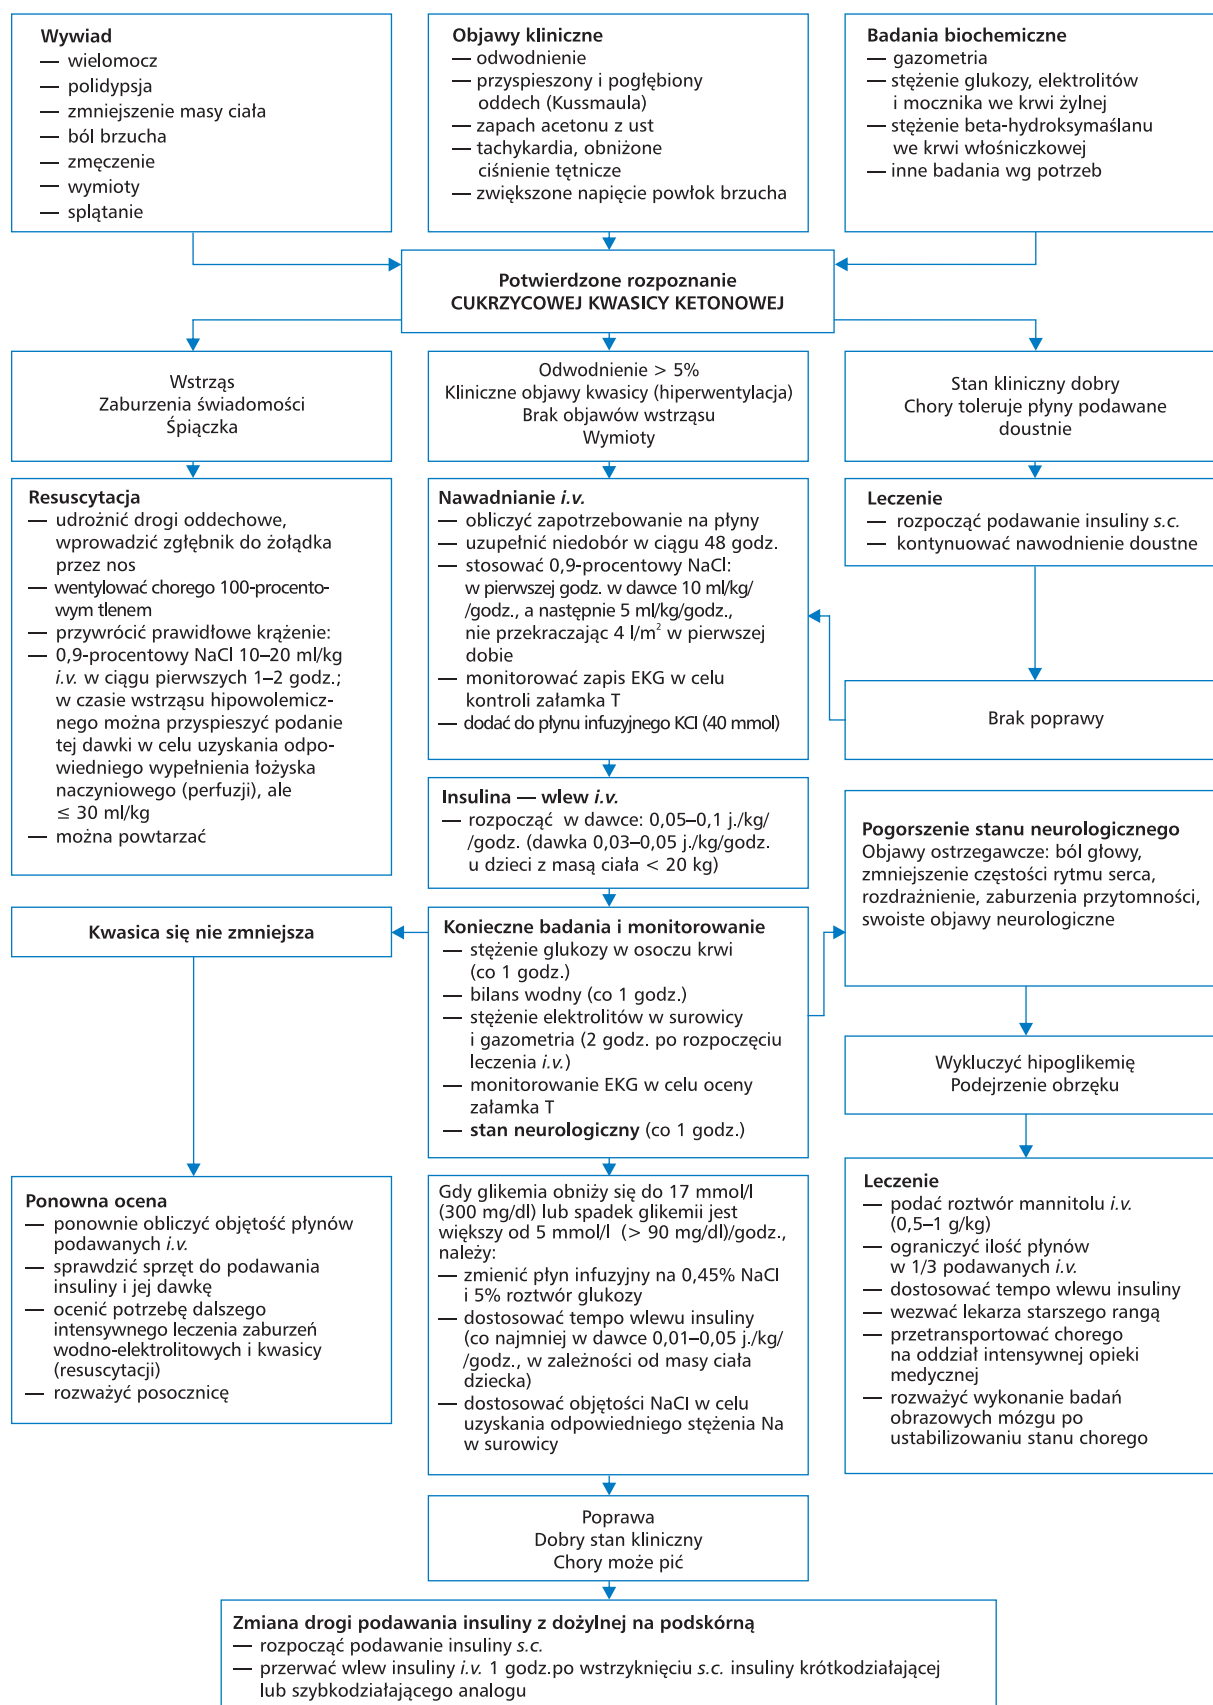 Wywiad
— wielomocz
— polidypsja
— zmniejszenie masy ciała
— ból brzucha
— zmęczenie
— wymioty
— splątanie
Objawy kliniczne
— odwodnienie
— przyspieszony i pogłębiony
oddech (Kussmaula)
— zapach acetonu z ust
— tachykardia, obniżone
ciśnienie tętnicze
— zwiększone napięcie powłok brzucha
Badania biochemiczne
— gazometria
— stężenie glukozy, elektrolitów
i mocznika we krwi żylnej
— stężenie beta-hydroksymaślanu
we krwi włośniczkowej
— inne badania wg potrzeb
Potwierdzone rozpoznanie
CUKRZYCOWEJ KWASICY KETONOWEJ
Wstrząs
Zaburzenia świadomości
Śpiączka
Odwodnienie > 5%
Kliniczne objawy kwasicy (hiperwentylacja)
Brak objawów wstrząsu
Wymioty
Stan kliniczny dobry
Chory toleruje płyny podawane
doustnie
Resuscytacja
— udrożnić drogi oddechowe,
wprowadzić zgłębnik do żołądka
przez nos
— wentylować chorego 100-procento-
wym tlenem
— przywrócić prawidłowe krążenie:
— 0,9-procentowy NaCl 10–20 ml/kg
i.v. w ciągu pierwszych 1–2 godz.;
w czasie wstrząsu hipowolemicz-
nego można przyspieszyć podanie
tej dawki w celu uzyskania odpo-
wiedniego wypełnienia łożyska
naczyniowego (perfuzji), ale
≤ 30 ml/kg
— można powtarzać
Nawadnianie i.v.
— obliczyć zapotrzebowanie na płyny
— uzupełnić niedobór w ciągu 48 godz.
— stosować 0,9-procentowy NaCl:
w pierwszej godz. w dawce 10 ml/kg/
/godz., a następnie 5 ml/kg/godz.,
nie przekraczając 4 l/m² w pierwszej
dobie
— monitorować zapis EKG w celu
kontroli załamka T
— dodać do płynu infuzyjnego KCl (40 mmol)
Leczenie
— rozpocząć podawanie insuliny s.c.
— kontynuować nawodnienie doustne
Brak poprawy
Insulina — wlew i.v.
— rozpocząć w dawce: 0,05–0,1 j./kg/
/godz. (dawka 0,03–0,05 j./kg/godz.
u dzieci z masą ciała < 20 kg)
Pogorszenie stanu neurologicznego
Objawy ostrzegawcze: ból głowy,
zmniejszenie częstości rytmu serca,
rozdrażnienie, zaburzenia przytomności,
swoiste objawy neurologiczne
Kwasica się nie zmniejsza
Konieczne badania i monitorowanie
— stężenie glukozy w osoczu krwi
(co 1 godz.)
— bilans wodny (co 1 godz.)
— stężenie elektrolitów w surowicy
i gazometria (2 godz. po rozpoczęciu
leczenia i.v.)
— monitorowanie EKG w celu oceny
załamka T
— stan neurologiczny (co 1 godz.)
Wykluczyć hipoglikemię
Podejrzenie obrzęku
Ponowna ocena
— ponownie obliczyć objętość płynów
podawanych i.v.
— sprawdzić sprzęt do podawania
insuliny i jej dawkę
— ocenić potrzebę dalszego
intensywnego leczenia zaburzeń
wodno-elektrolitowych i kwasicy
(resuscytacji)
— rozważyć posocznicę
Gdy glikemia obniży się do 17 mmol/l
(300 mg/dl) lub spadek glikemii jest
większy od 5 mmol/l (> 90 mg/dl)/godz.,
należy:
— zmienić płyn infuzyjny na 0,45% NaCl
i 5% roztwór glukozy
— dostosować tempo wlewu insuliny
(co najmniej w dawce 0,01–0,05 j./kg/
/godz., w zależności od masy ciała
dziecka)
— dostosować objętości NaCl w celu
uzyskania odpowiedniego stężenia Na
w surowicy
Leczenie
— podać roztwór mannitolu i.v.
(0,5–1 g/kg)
— ograniczyć ilość płynów
w 1/3 podawanych i.v.
— dostosować tempo wlewu insuliny
— wezwać lekarza starszego rangą
— przetransportować chorego
na oddział intensywnej opieki
medycznej
— rozważyć wykonanie badań
obrazowych mózgu po
ustabilizowaniu stanu chorego
Poprawa
Dobry stan kliniczny
Chory może pić
Zmiana drogi podawania insuliny z dożylnej na podskórną
— rozpocząć podawanie insuliny s.c.
— przerwać wlew insuliny i.v. 1 godz.po wstrzyknięciu s.c. insuliny krótkodziałającej
lub szybkodziałającego analogu